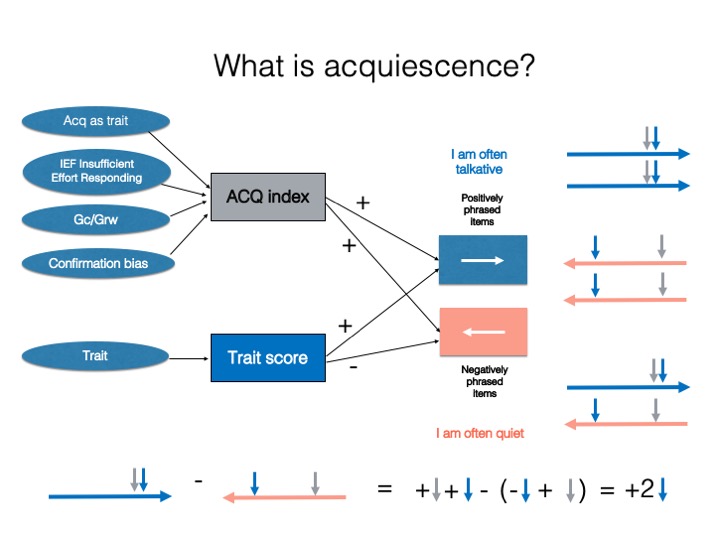 What is acquiescence?
Acq as trait
IEF Insufficient
Effort Responding
Gc/Grw
Confirmation bias
Trait
ACQ index
Trait score
+
+
+
-
I am often
talkative
Positively
phrased
items
Negatively
phrased
items
I am often quiet
- = + + - (- + ) = +2